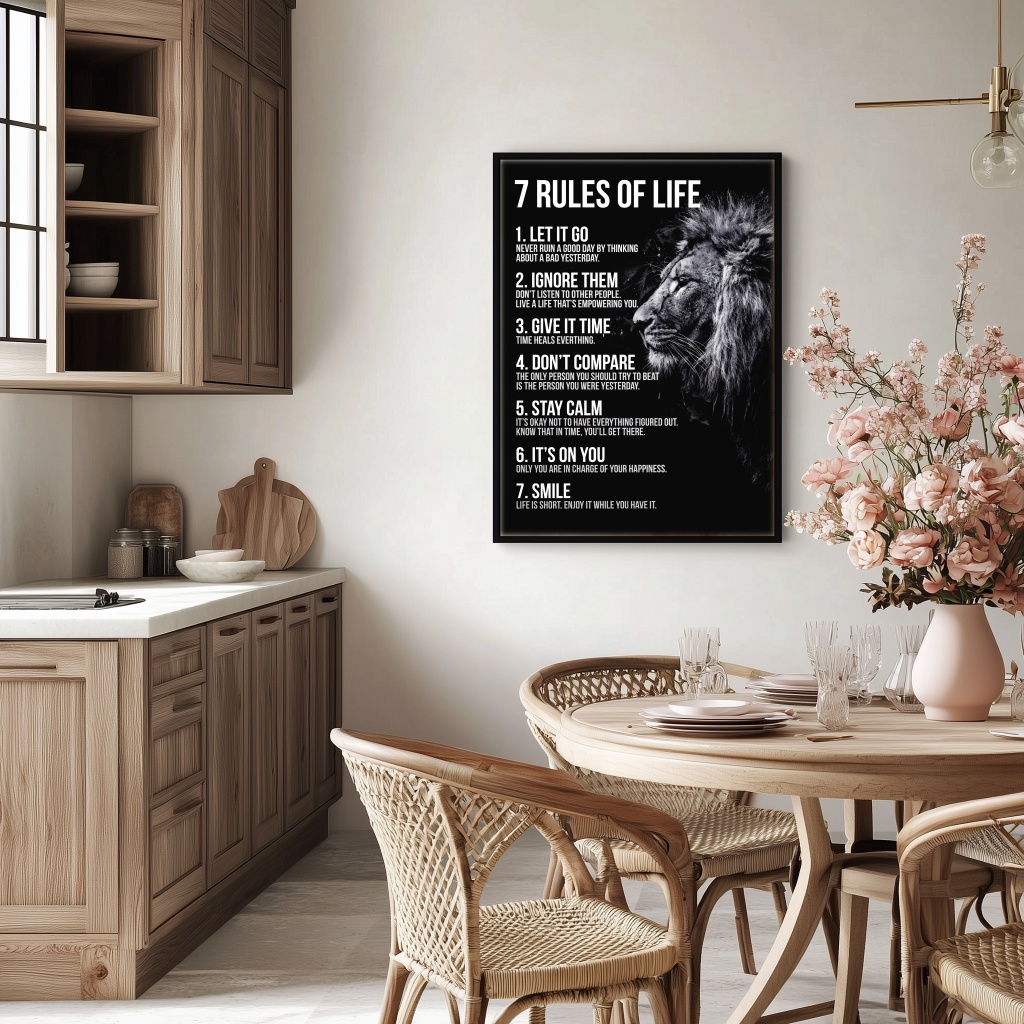 7 RULES OF LIFE
1. LET IT GO
NEVER RUIN A GOOD DAY BY THINKING
ABOUT A BAD YESTERDAY.
2. IGNORE THEM
DON'T LISTEN TO OTHER PEOPLE.
LIVE A LIFE THAT'S EMPOWERING YOU.
3. GIVE IT TIME
TIME HEALS EVERTHING.
4. DON'T COMPARE
THE ONLY PERSON YOU SHOULD TRY TO BEAT
IS THE PERSON YOU WERE YESTERDAY.
5. STAY CALM
IT'S OKAY NOT TO HAVE EVERYTHING FIGURED OUT.
KNOW THAT IN TIME, YOU'LL GET THERE.
6. IT'S ON YOU
ONLY YOU ARE IN CHARGE OF YOUR HAPPINESS.
7. SMILE
LIFE IS SHORT. ENJOY IT WHILE YOU HAVE IT.